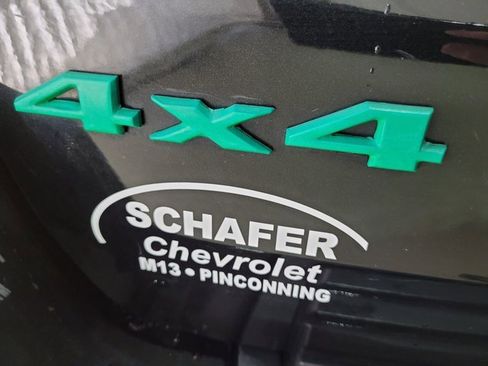 4x4
SCHAFER
Chevrolet
M13 • PINCONNING